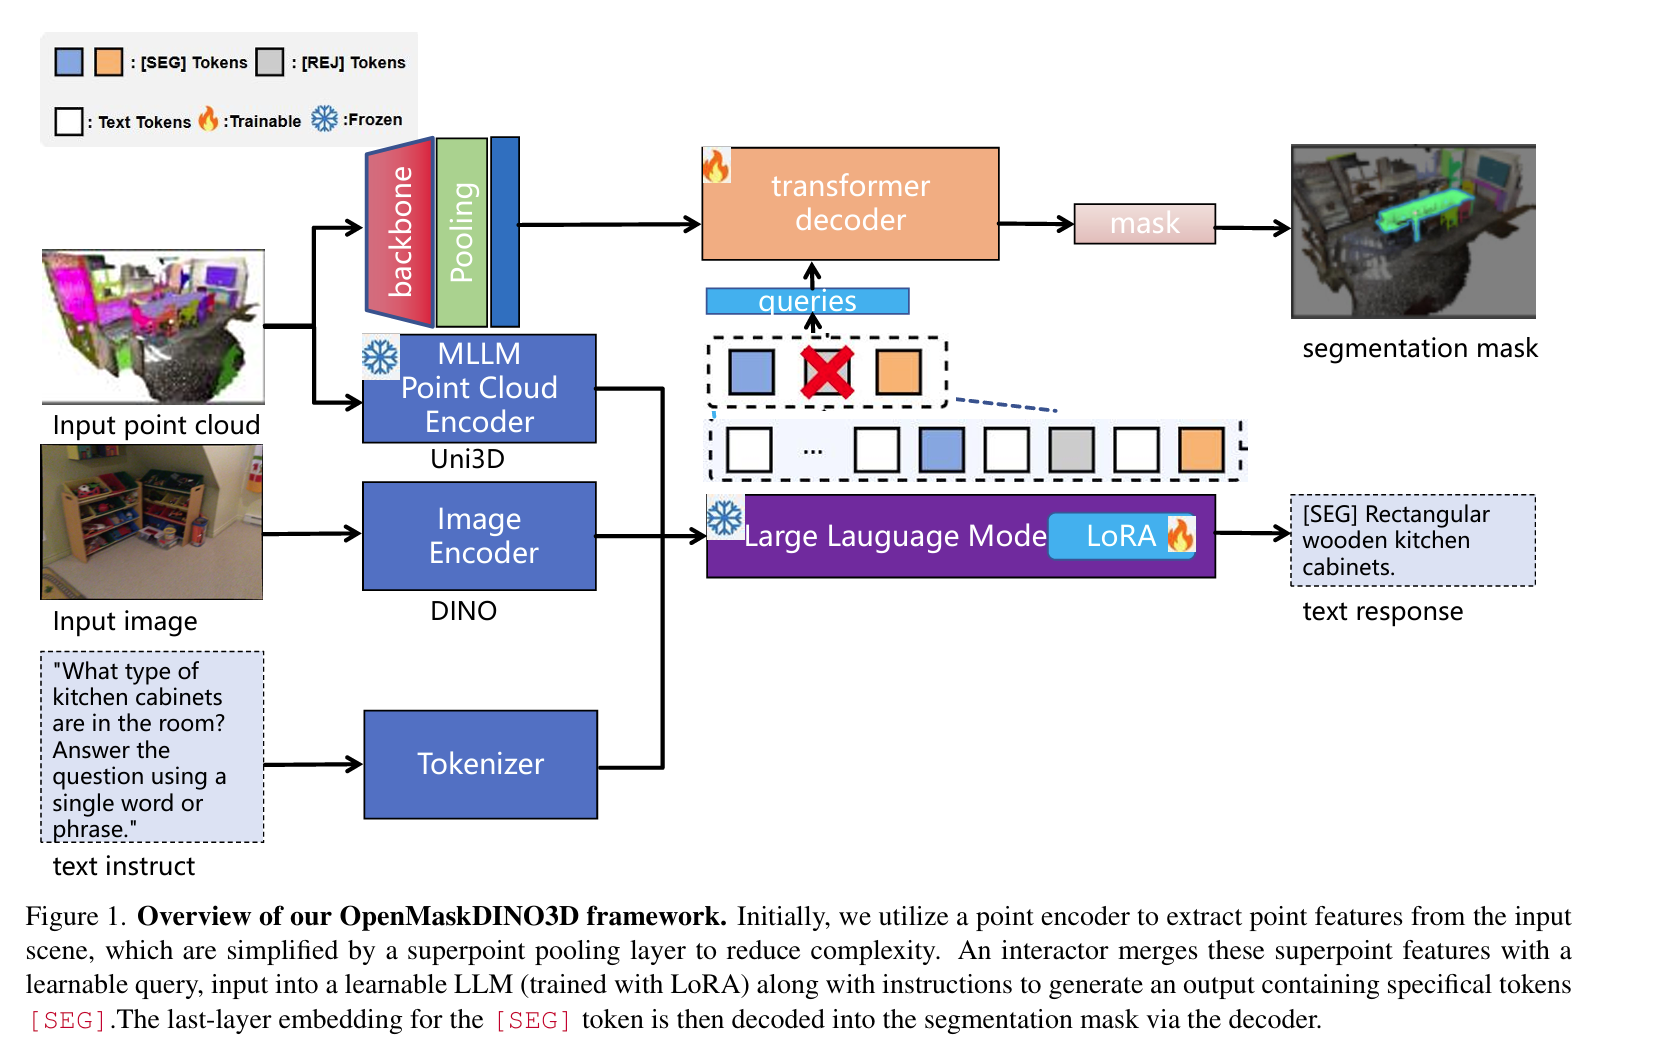 : [SEG] Tokens
: [REJ] Tokens
: Text Tokens
:Trainable
:Frozen
backbone
Pooling
transformer
decoder
mask
queries
segmentation mask
Input point cloud
MLLM
Point Cloud
Encoder
Uni3D
...
Image
Encoder
DINO
Input image
Large Lauguage Mode
LoRA
[SEG] Rectangular
wooden kitchen
cabinets.
text response
"What type of
kitchen cabinets
are in the room?
Answer the
question using a
single word or
phrase."
text instruct
Tokenizer
Figure 1. Overview of our OpenMaskDINO3D framework. Initially, we utilize a point encoder to extract point features from the input
scene, which are simplified by a superpoint pooling layer to reduce complexity. An interactor merges these superpoint features with a
learnable query, input into a learnable LLM (trained with LoRA) along with instructions to generate an output containing specifical tokens
[SEG].The last-layer embedding for the [SEG] token is then decoded into the segmentation mask via the decoder.